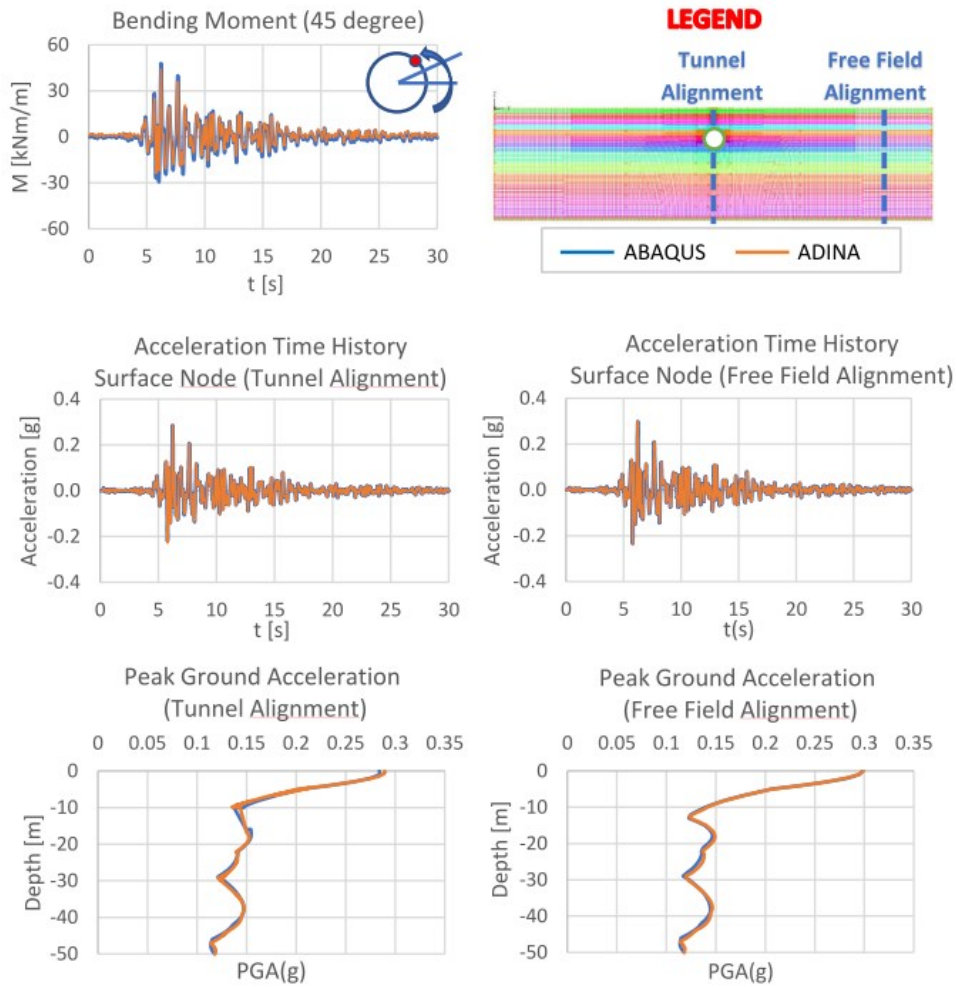 Bending Moment (45 degree)
M [kNm/m]
60
30
0
-30
-60
0 5 10 15 20 25 30
t [s]
LEGEND
Tunnel
Alignment
Free Field
Alignment
ABAQUS
ADINA
Acceleration Time History
Surface Node (Tunnel Alignment)
Acceleration [g]
0.4
0.2
0.0
-0.2
-0.4
0 5 10 15 20 25 30
t [s]
Acceleration Time History
Surface Node (Free Field Alignment)
Acceleration [g]
0.4
0.2
0.0
-0.2
-0.4
0 5 10 15 20 25 30
t(s)
Peak Ground Acceleration
(Tunnel Alignment)
0 0.05 0.1 0.15 0.2 0.25 0.3 0.35
Depth [m]
0
-10
-20
-30
-40
-50
PGA(g)
Peak Ground Acceleration
(Free Field Alignment)
0 0.05 0.1 0.15 0.2 0.25 0.3 0.35
Depth [m]
0
-10
-20
-30
-40
-50
PGA(g)